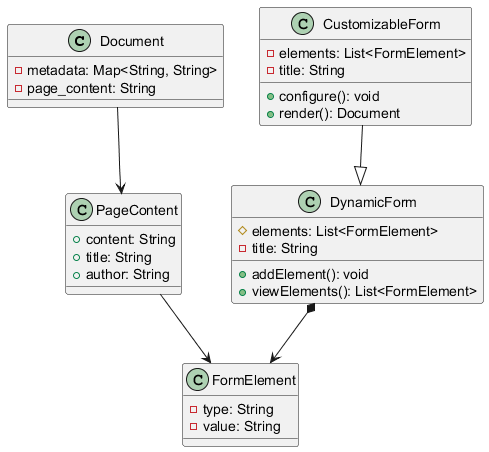 C Document
metadata: Map<String, String>
page_content: String
C CustomizableForm
elements: List<FormElement>
title: String
configure(): void
render(): Document
C PageContent
content: String
title: String
author: String
C DynamicForm
elements: List<FormElement>
title: String
addElement(): void
viewElements(): List<FormElement>
C FormElement
type: String
value: String